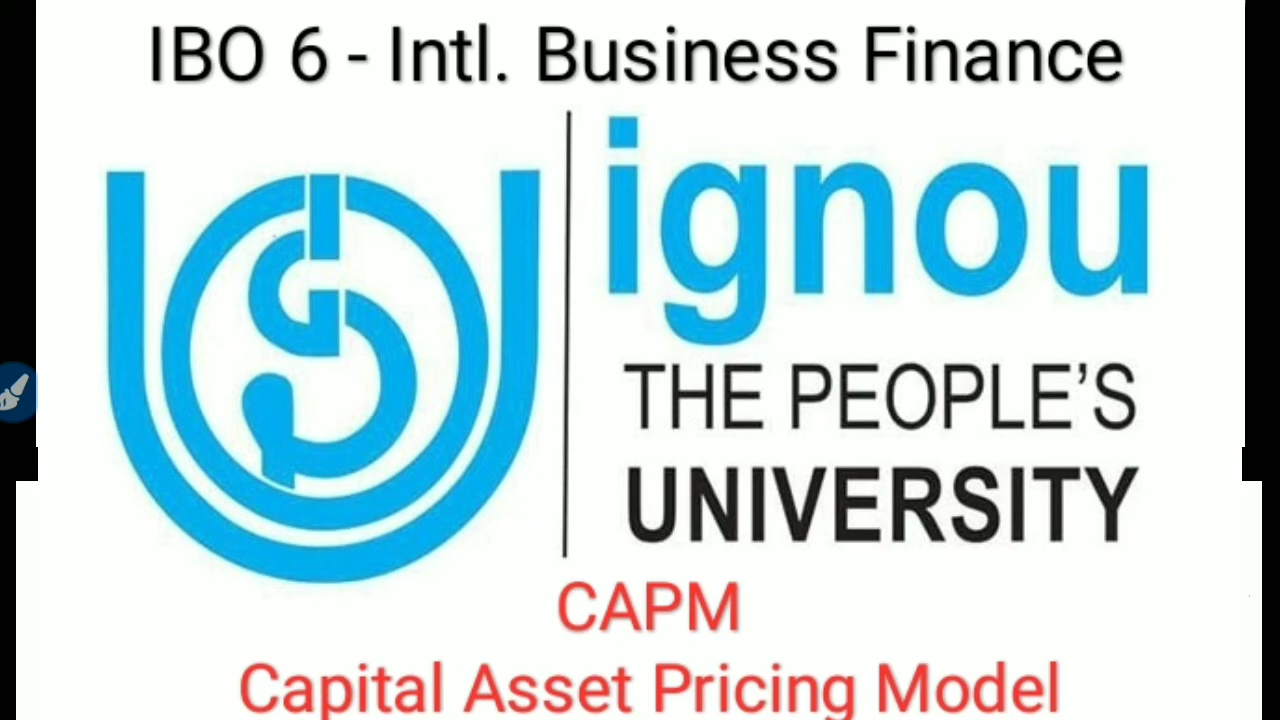 IBO 6 - Intl. Business Finance
ignou
THE PEOPLE'S
UNIVERSITY
CAPM
Capital Asset Pricing Model